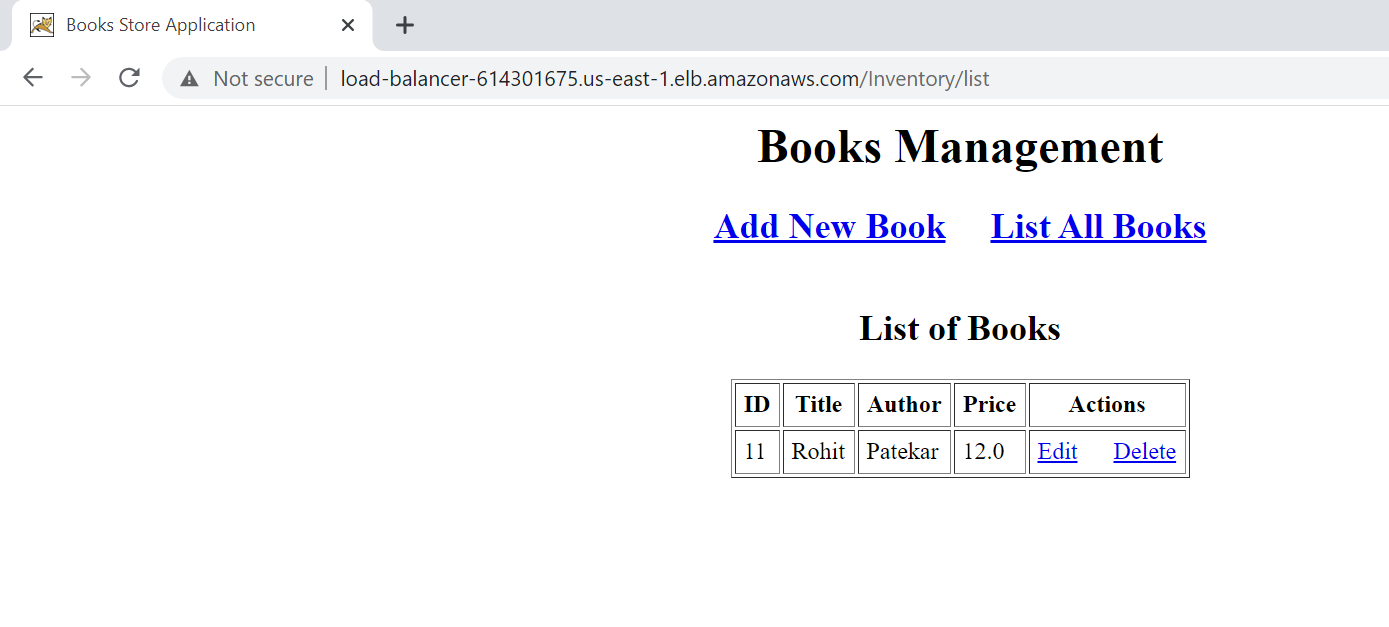 Books Store Application
Not secure load-balancer-614301675.us-east-1.elb.amazonaws.com/Inventory/list
Books Management
Add New Book List All Books
List of Books
ID Title Author Price Actions
11 Rohit Patekar 12.0 Edit Delete